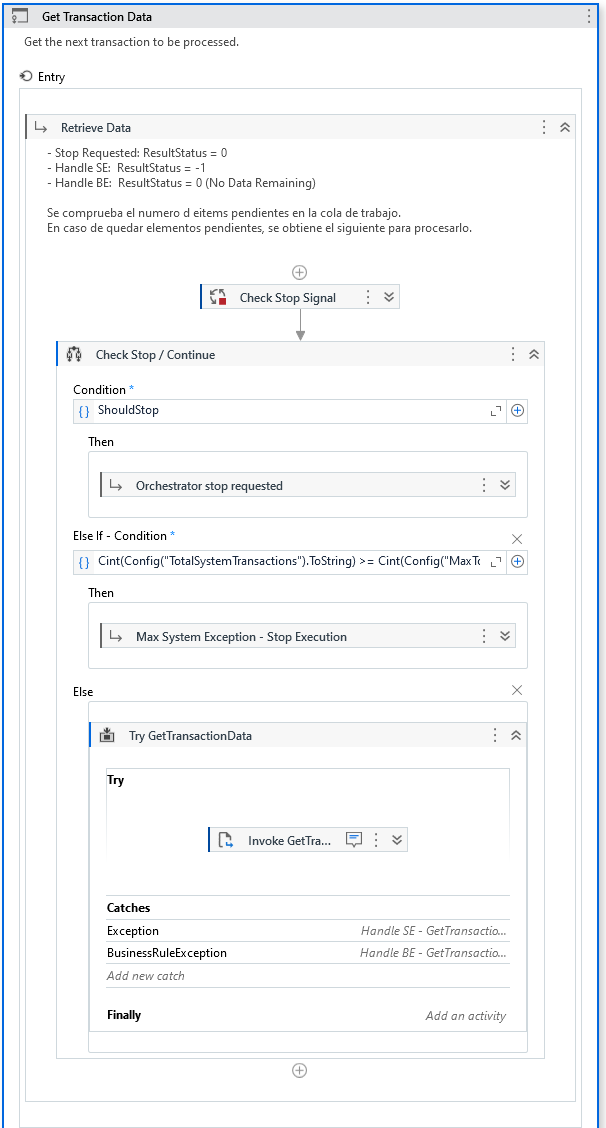 Get Transaction Data
Get the next transaction to be processed.
Entry
Retrieve Data
- Stop Requested: ResultStatus = 0
- Handle SE:  ResultStatus = -1
- Handle BE:  ResultStatus = 0 (No Data Remaining)
Se comprueba el numero d eitems pendientes en la cola de trabajo.
En caso de quedar elementos pendientes, se obtiene el siguiente para procesarlo.
Check Stop Signal
Check Stop / Continue
Condition *
{} ShouldStop
Then
Orchestrator stop requested
Else If - Condition *
{} Cint(Config("TotalSystemTransactions").ToString) >= Cint(Config("MaxTo
Then
Max System Exception - Stop Execution
Else
Try GetTransactionData
Try
Invoke GetTra...
Catches
Exception Handle SE - GetTransactio...
BusinessRuleException Handle BE - GetTransactio...
Add new catch
Finally Add an activity